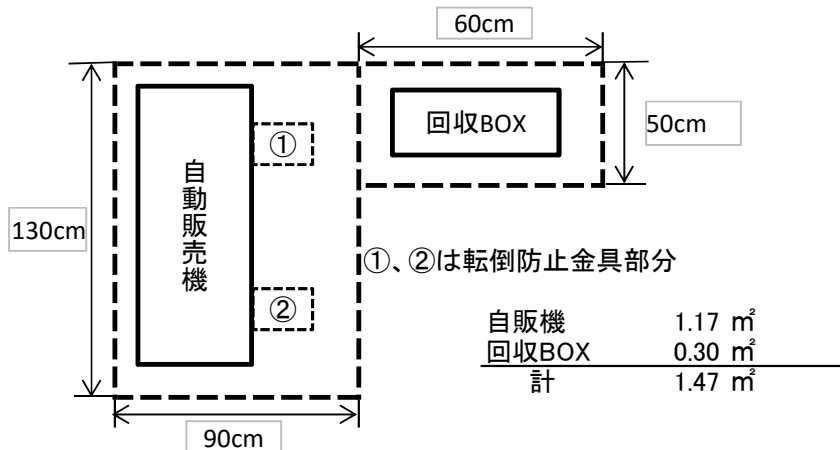 60cm
回収BOX
50cm
①
自動販売機
130cm
①、②は転倒防止金具部分
②
自販機 1.17 ㎡
回収BOX 0.30 ㎡
計 1.47 ㎡
90cm